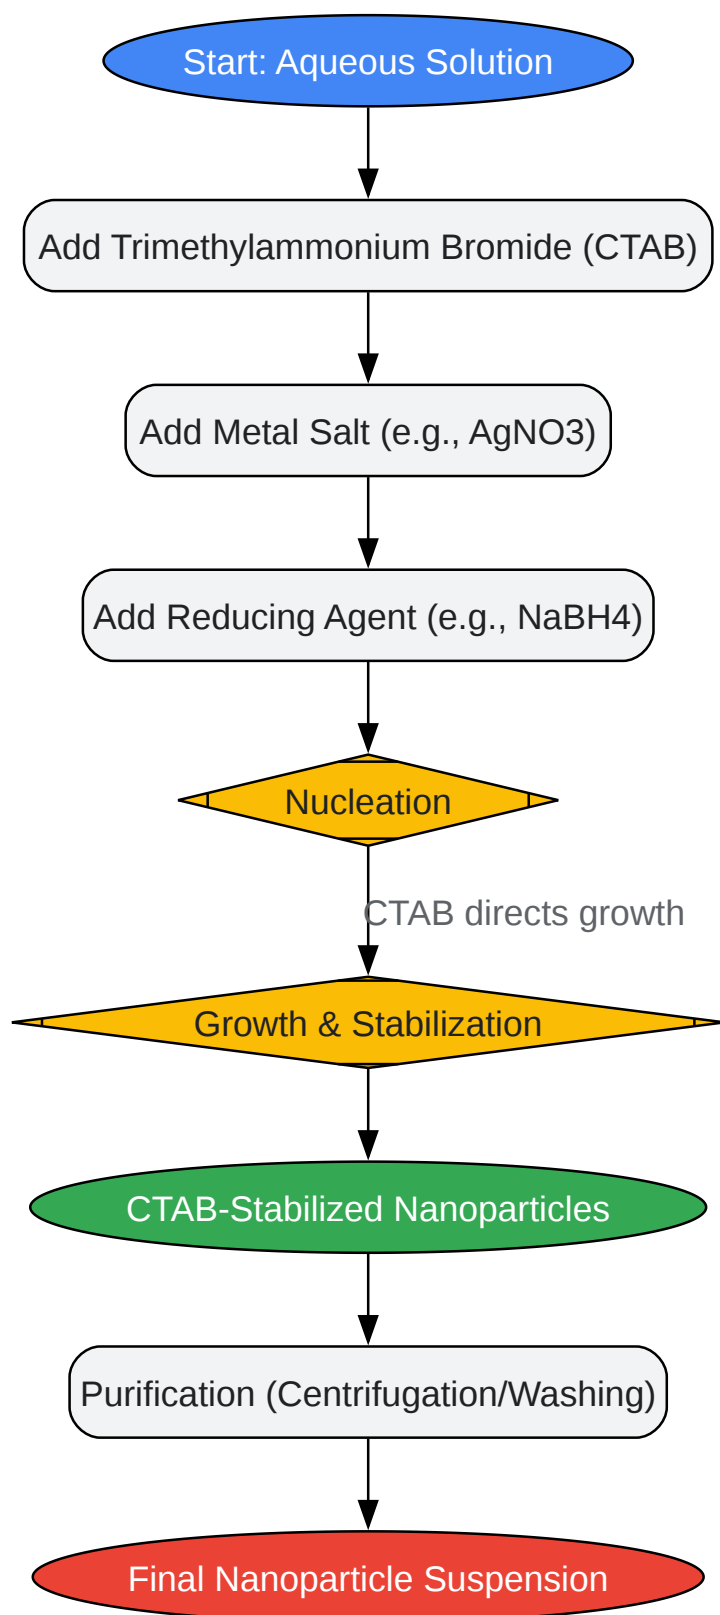 Start: Aqueous Solution
Add Trimethylammonium Bromide (CTAB)
Add Metal Salt (e.g., AgNO3)
Add Reducing Agent (e.g., NaBH4)
Nucleation
CTAB directs growth
Growth & Stabilization
CTAB-Stabilized Nanoparticles
Purification (Centrifugation/Washing)
Final Nanoparticle Suspension